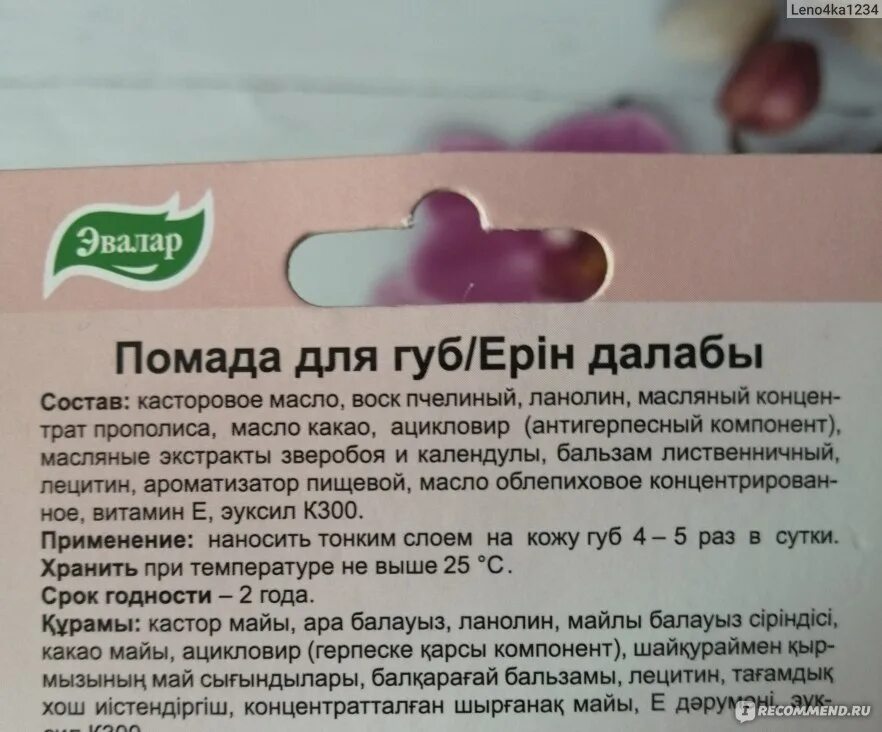 Leno4ka1234
Эвалар
Помада для губ/Ерін далабы
Состав: касторовое масло, воск пчелиный, ланолин, масляный концен-
трат прополиса, масло какао, ацикловир (антигерпесный компонент),
масляные экстракты зверобоя и календулы, бальзам лиственничный,
лецитин, ароматизатор пищевой, масло облепиховое концентрирован-
ное, витамин Е, эуксил К300.
Применение: наносить тонким слоем на кожу губ 4 – 5 раз в сутки.
Хранить при температуре не выше 25 °С.
Срок годности – 2 года.
Құрамы: кастор майы, ара балауыз, ланолин, майлы балауыз сіріндісі,
какао майы, ацикловир (герпеске қарсы компонент), шайқураймен қыр-
мызының май сығындылары, балқарағай бальзамы, лецитин, тағамдық
хош иістендіргіш, концентратталған шырғанақ майы, Е дәрумені, эук-
сил К300
RECOMMEND.RU